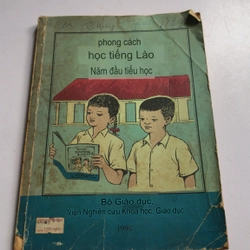 phong cách
học tiếng Lào
Năm đầu tiểu học
Bộ Giáo dục,
Viện Nghiên cứu Khoa học, Giáo dục